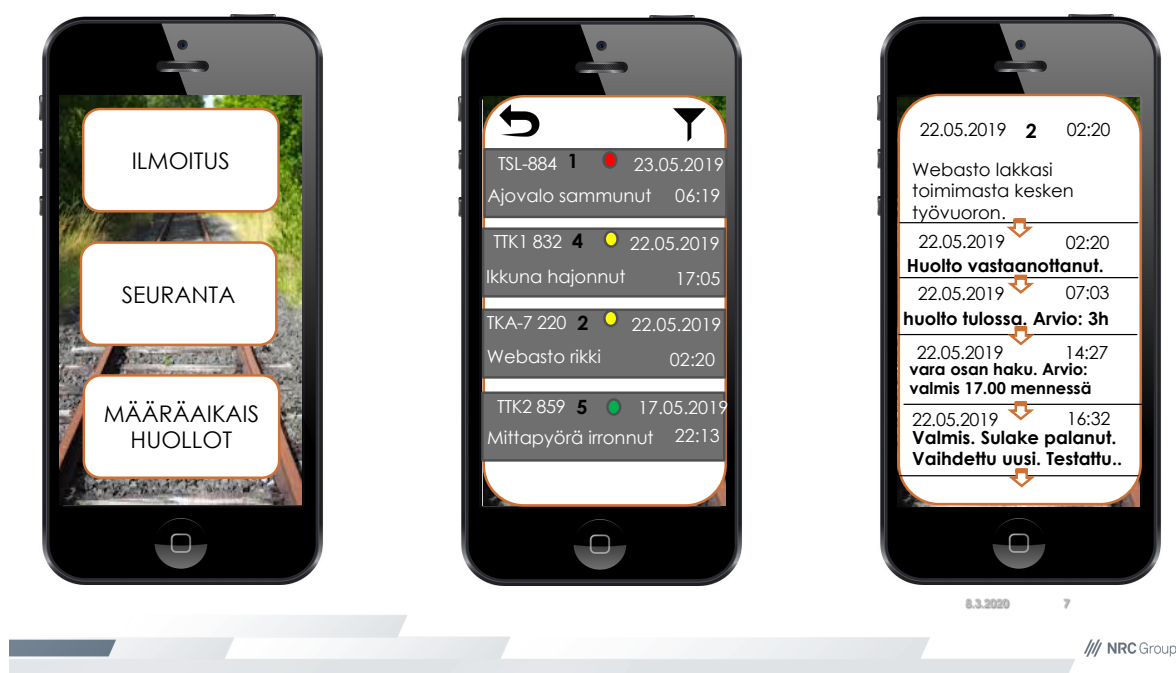 ILMOITUS
SEURANTA
MÄÄRÄAIKAIS
HUOLLOT
TSL-884 1 23.05.2019
Ajovalo sammunut 06:19
TTK1 832 4 22.05.2019
Ikkuna hajonnut 17:05
TKA-7 220 2 22.05.2019
Webasto rikki 02:20
TTK2 859 5 17.05.2019
Mittapyörä irronnut 22:13
22.05.2019 2 02:20
Webasto lakkasi
toimimasta kesken
työvuoron.
22.05.2019 02:20
Huolto vastaanottanut.
22.05.2019 07:03
huolto tulossa. Arvio: 3h
22.05.2019 14:27
vara osan haku. Arvio:
valmis 17.00 mennessä
22.05.2019 16:32
Valmis. Sulake palanut.
Vaihdettu uusi. Testattu..
8.3.2020 7
NRC Group